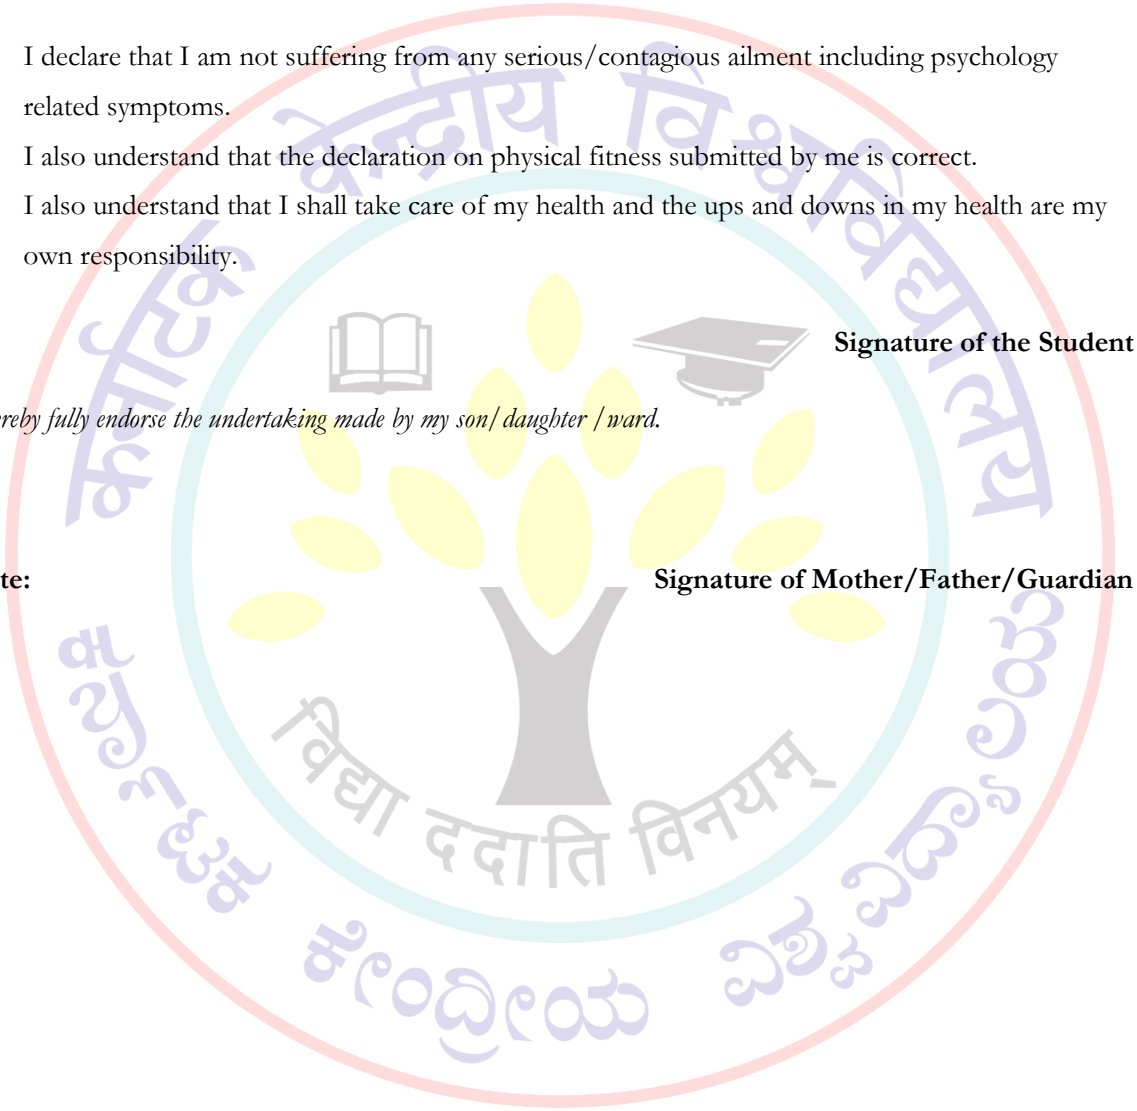 I declare that I am not suffering from any serious/contagious ailment including psychology
related symptoms.
I also understand that the declaration on physical fitness submitted by me is correct.
I also understand that I shall take care of my health and the ups and downs in my health are my
own responsibility.
Signature of the Student
reby fully endorse the undertaking made by my son/daughter /ward.
te:
Signature of Mother/Father/Guardian
कर्नाटक केन्द्रीय विश्वविद्यालय
विद्या ददाति विनयम्
ಕರ್ನಾಟಕ ಕೇಂದ್ರೀಯ ವಿಶ್ವವಿದ್ಯಾಲಯ